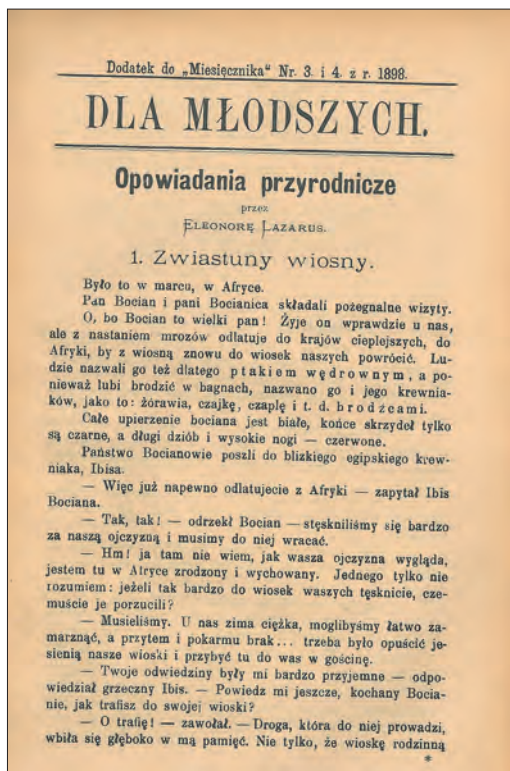 Dodatek do „Miesięcznika“ Nr. 3. i 4. z r. 1898.
DLA MŁODSZYCH.
Opowiadania przyrodnicze
przez
ELEONORĘ LAZARUS.
1. Zwiastuny wiosny.
Było to w marcu, w Afryce.
Pan Bocian i pani Bocianica składali pożegnalne wizyty.
O, bo Bocian to wielki pan! Żyje on wprawdzie u nas,
ale z nastaniem mrozów odlatuje do krajów cieplejszych, do
Afryki, by z wiosną znowu do wiosek naszych powrócić. Lu-
dzie nazwali go też dlatego ptakiem wędrownym, a po-
nieważ lubi brodzić w bagnach, nazwano go i jego krewnia-
ków, jako to: żórawia, czajkę, czaplę i t. d. brodźcami.
Całe upierzenie bociana jest białe, końce skrzydeł tylko
są czarne, a długi dziób i wysokie nogi — czerwone.
Państwo Bocianowie poszli do blizkiego egipskiego krew-
niaka, Ibisa.
— Więc już napewno odlatujecie z Afryki — zapytał Ibis
Bociana.
— Tak, tak! — odrzekł Bocian — stęskniliśmy się bardzo
za naszą ojczyzną i musimy do niej wracać.
— Hm! ja tam nie wiem, jak wasza ojczyzna wygląda,
jestem tu w Afryce zrodzony i wychowany. Jednego tylko nie
rozumiem: jeżeli tak bardzo do wiosek waszych tęsknicie, cze-
muście je porzucili?
— Musieliśmy. U nas zima ciężka, moglibyśmy łatwo za-
marznąć, a przytem i pokarmu brak... trzeba było opuścić je-
sienią nasze wioski i przybyć tu do was w gościnę.
— Twoje odwiedziny były mi bardzo przyjemne — odpo-
wiedział grzeczny Ibis. — Powiedz mi jeszcze, kochany Bocia-
nie, jak trafisz do swojej wioski?
— O trafię! — zawołał. — Droga, która do niej prowadzi,
wbiła się głęboko w mą pamięć. Nie tylko, że wioskę rodzinną
*